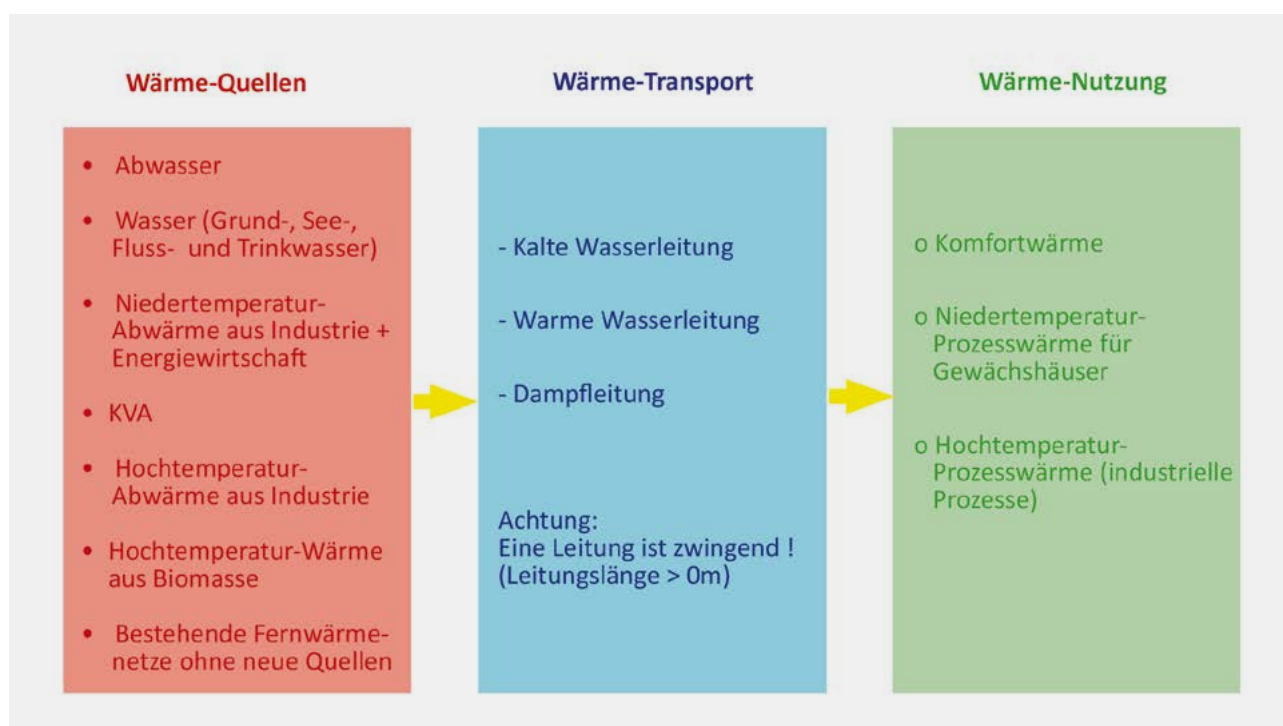 Wärme-Quellen
• Abwasser
• Wasser (Grund-, See-,
Fluss- und Trinkwasser)
• Niedertemperatur-
Abwärme aus Industrie +
Energiewirtschaft
• KVA
• Hochtemperatur-
Abwärme aus Industrie
• Hochtemperatur-Wärme
aus Biomasse
• Bestehende Fernwärme-
netze ohne neue Quellen
Wärme-Transport
- Kalte Wasserleitung
- Warme Wasserleitung
- Dampfleitung
Achtung:
Eine Leitung ist zwingend !
(Leitungslänge > 0m)
Wärme-Nutzung
o Komfortwärme
o Niedertemperatur-
Prozesswärme für
Gewächshäuser
o Hochtemperatur-
Prozesswärme (industrielle
Prozesse)